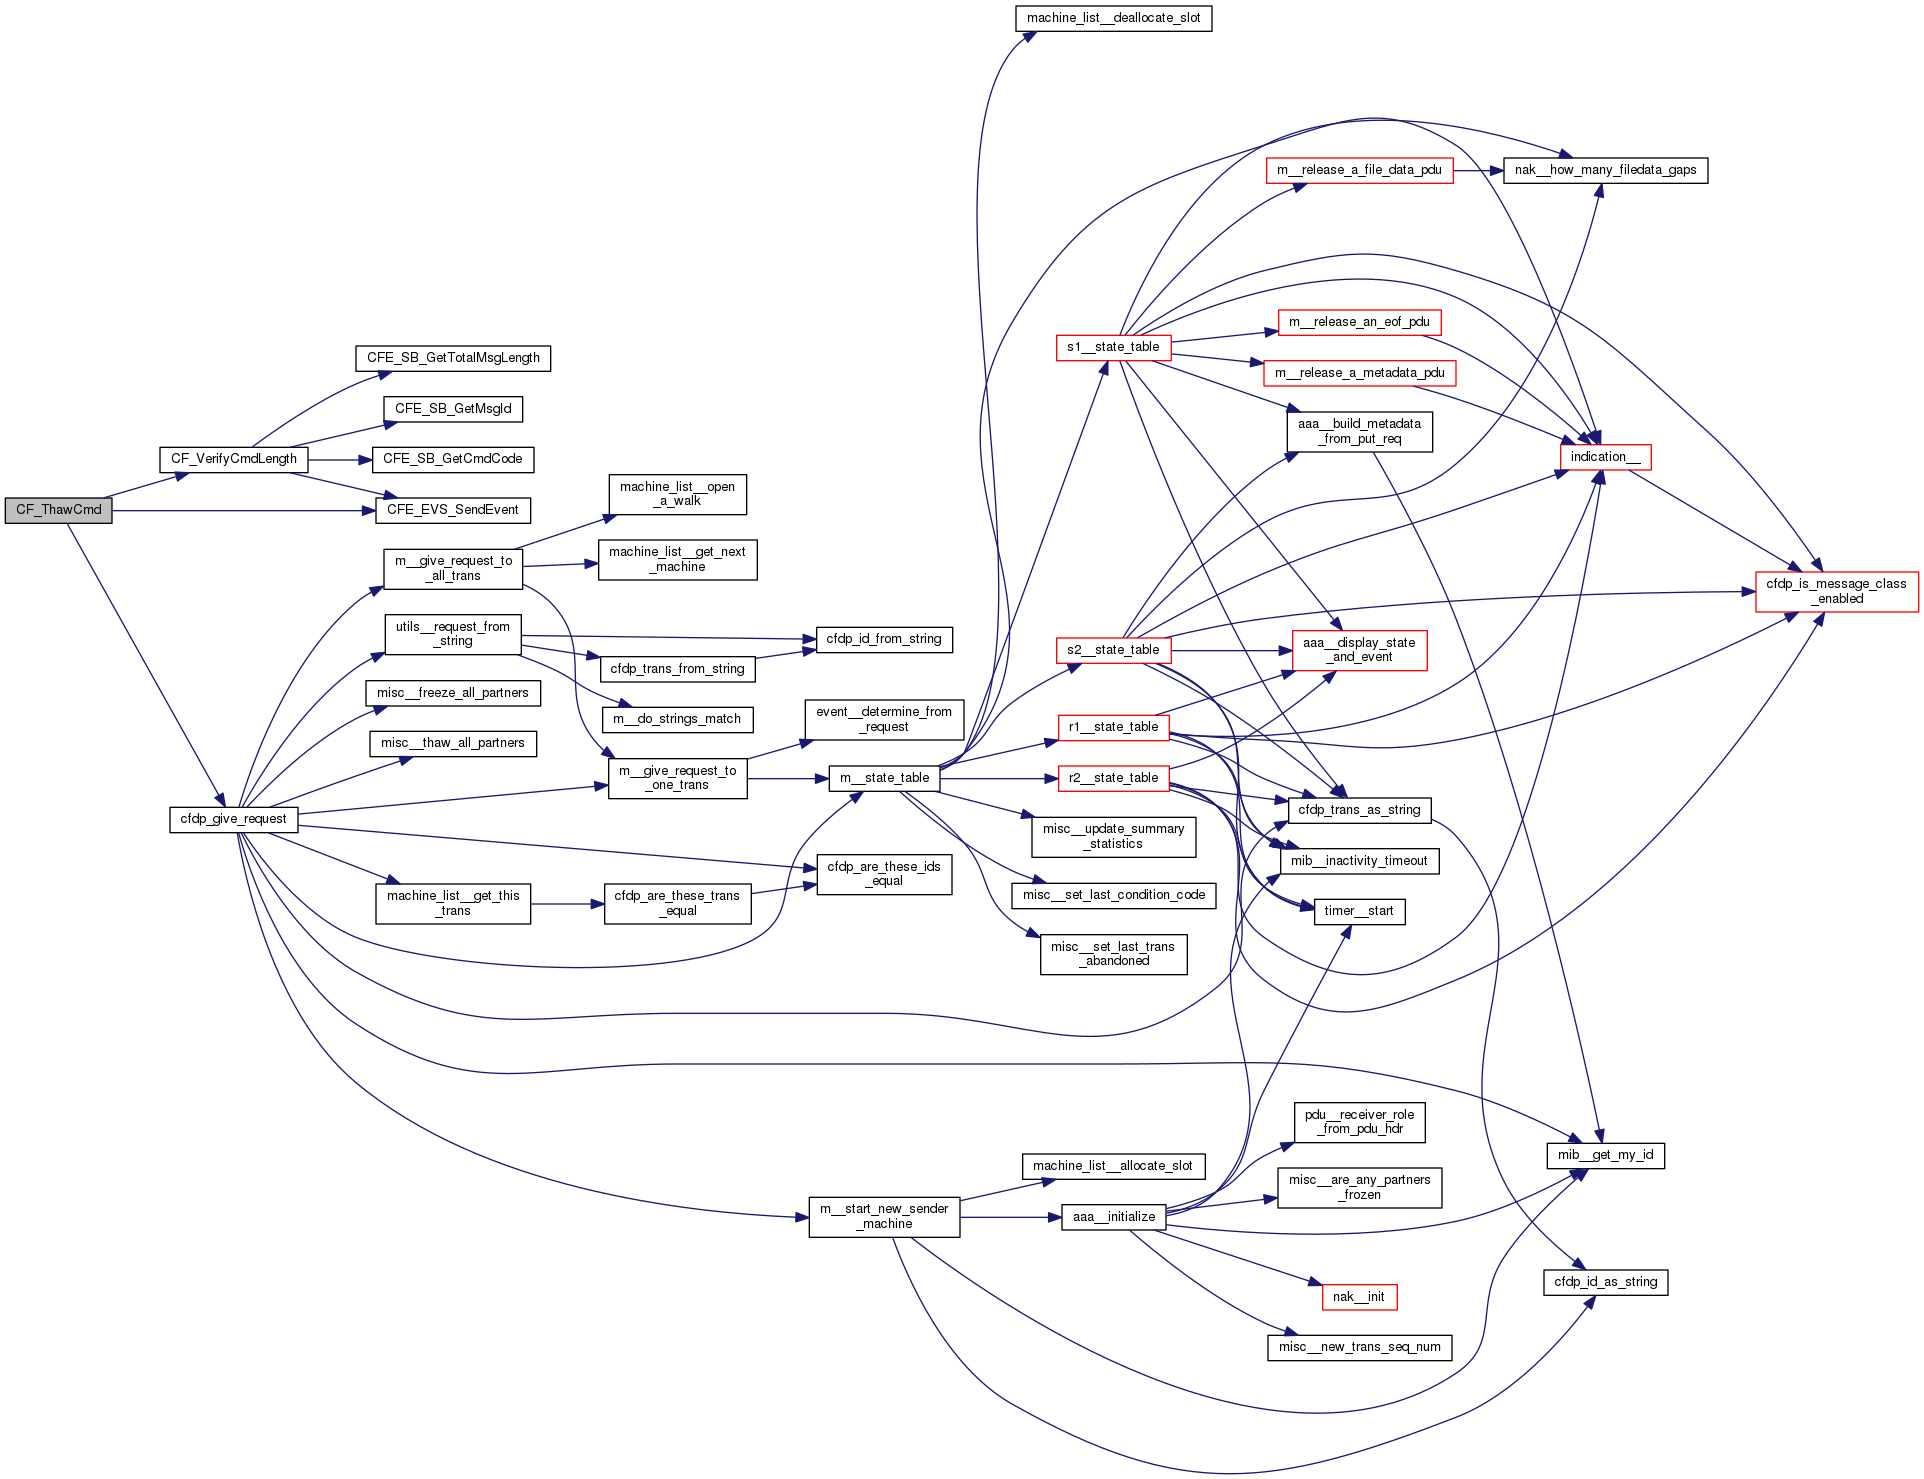 machine_list__deallocate_slot
m__release_a_file_data_pdu
nak__how_many_filedata_gaps
m__release_an_eof_pdu
s1__state_table
CFE_SB_GetTotalMsgLength
m__release_a_metadata_pdu
CFE_SB_GetMsgId
aaa__build_metadata
_from_put_req
CF_VerifyCmdLength
CFE_SB_GetCmdCode
indication__
machine_list__open
_a_walk
CF_ThawCmd
CFE_EVS_SendEvent
machine_list__get_next
_machine
m__give_request_to
_all_trans
cfdp_is_message_class
_enabled
utils__request_from
_string
cfdp_id_from_string
s2__state_table
aaa__display_state
_and_event
cfdp_trans_from_string
misc__freeze_all_partners
m__do_strings_match
event__determine_from
_request
r1__state_table
misc__thaw_all_partners
m__give_request_to
_one_trans
m__state_table
r2__state_table
cfdp_give_request
cfdp_trans_as_string
misc__update_summary
_statistics
mib__inactivity_timeout
cfdp_are_these_ids
_equal
machine_list__get_this
_trans
cfdp_are_these_trans
_equal
misc__set_last_condition_code
timer__start
misc__set_last_trans
_abandoned
pdu__receiver_role
_from_pdu_hdr
mib__get_my_id
machine_list__allocate_slot
misc__are_any_partners
_frozen
m__start_new_sender
_machine
aaa__initialize
cfdp_id_as_string
nak__init
misc__new_trans_seq_num